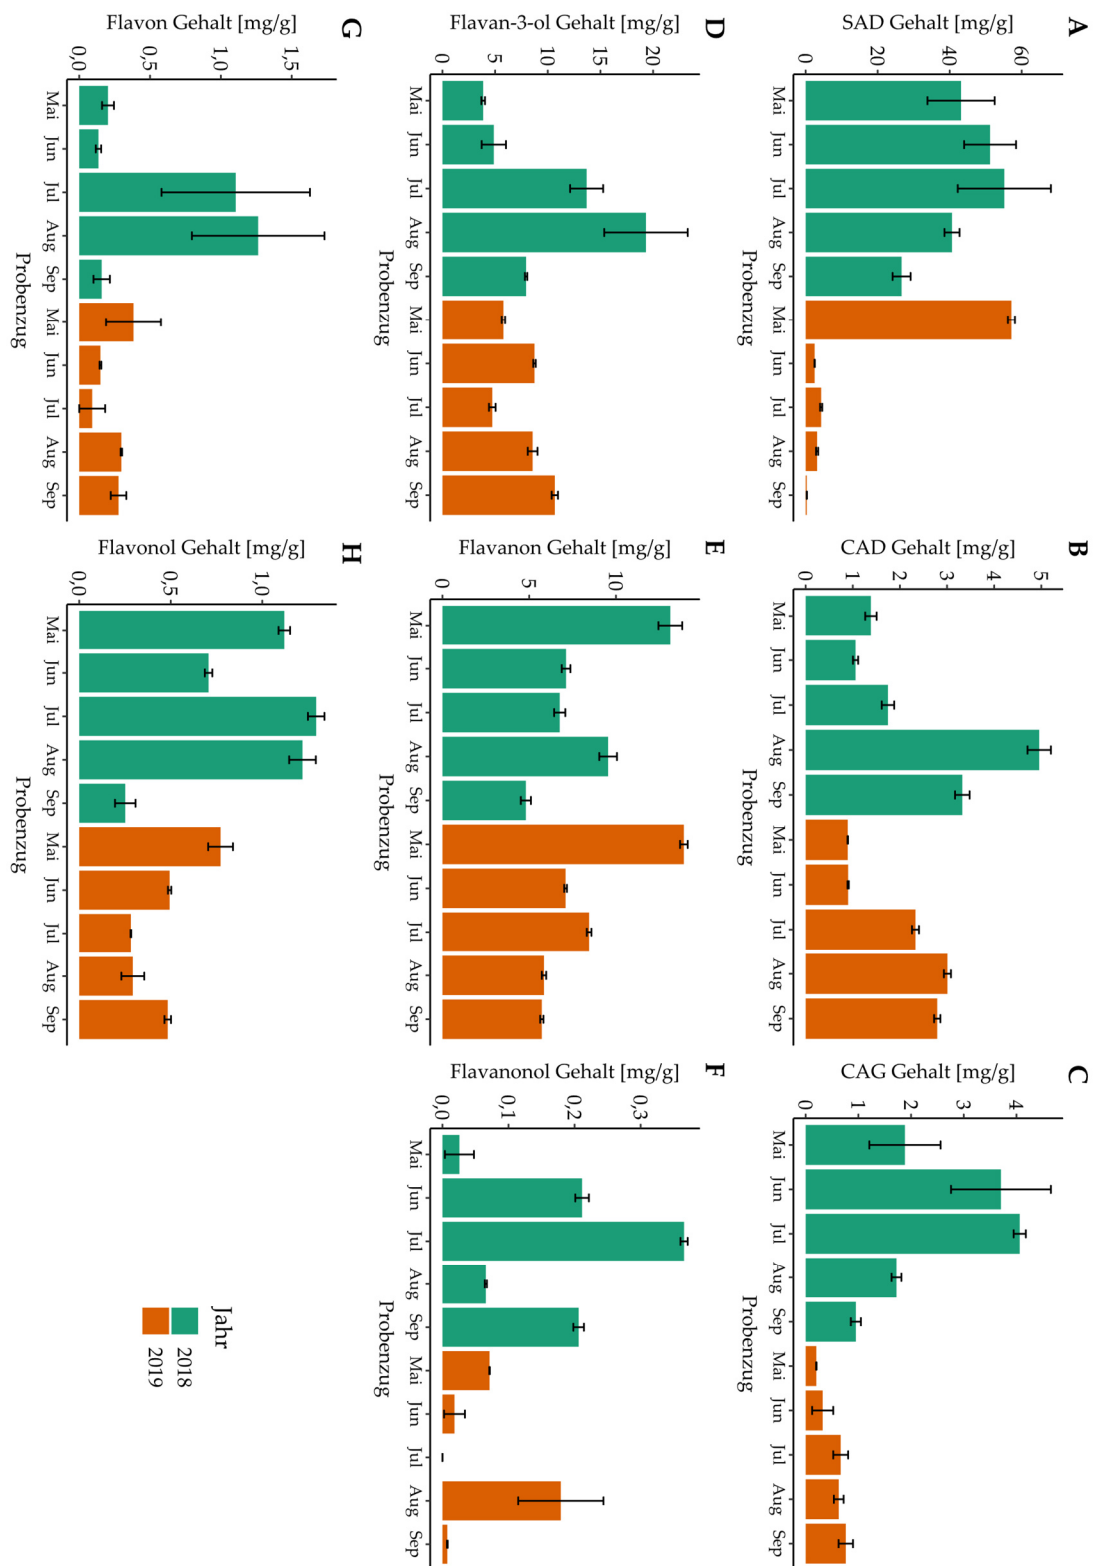 A
SAD Gehalt [mg/g]
0 20 40 60
Mai Jun Jul Aug Sep Mai Jun Jul Aug Sep
Probenzug
B
CAD Gehalt [mg/g]
0 1 2 3 4 5
Mai Jun Jul Aug Sep Mai Jun Jul Aug Sep
Probenzug
C
CAG Gehalt [mg/g]
0 1 2 3 4
Mai Jun Jul Aug Sep Mai Jun Jul Aug Sep
Probenzug
D
Flavan-3-ol Gehalt [mg/g]
0 5 10 15 20
Mai Jun Jul Aug Sep Mai Jun Jul Aug Sep
Probenzug
E
Flavanon Gehalt [mg/g]
0 5 10
Mai Jun Jul Aug Sep Mai Jun Jul Aug Sep
Probenzug
F
Flavanonol Gehalt [mg/g]
0,0 0,1 0,2 0,3
Mai Jun Jul Aug Sep Mai Jun Jul Aug Sep
Probenzug
G
Flavon Gehalt [mg/g]
0,0 0,5 1,0 1,5
Mai Jun Jul Aug Sep Mai Jun Jul Aug Sep
Probenzug
H
Flavonol Gehalt [mg/g]
0,0 0,5 1,0
Mai Jun Jul Aug Sep Mai Jun Jul Aug Sep
Probenzug
Jahr
2018
2019